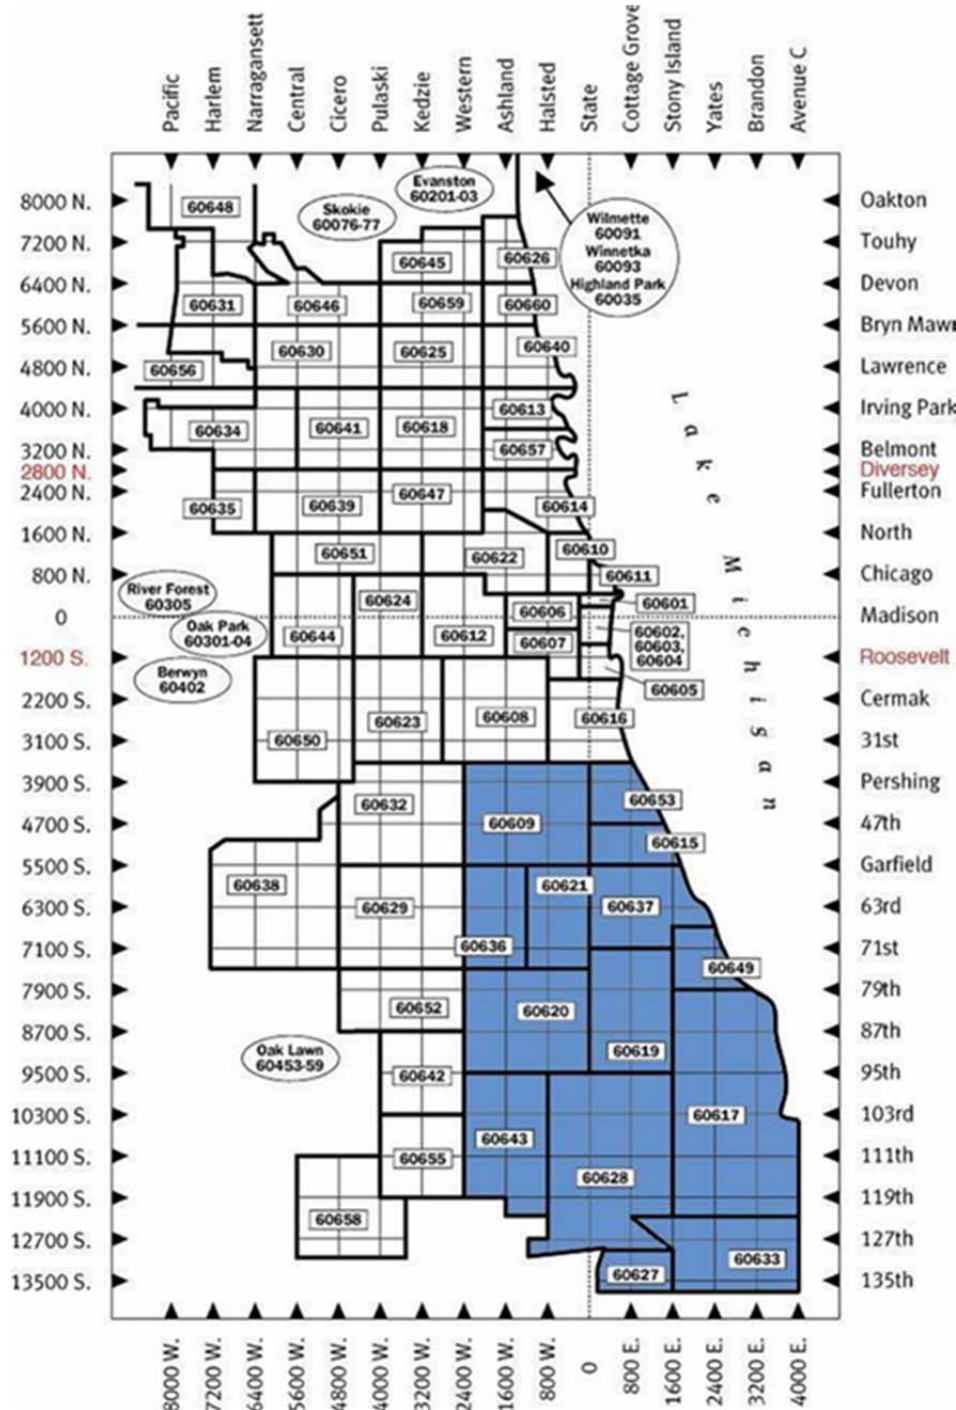 Pacific
Harlem
Narragansett
Central
Cicero
Pulaski
Kedzie
Western
Ashland
Halsted
State
Cottage Grove
Stony Island
Yates
Brandon
Avenue C
8000 N.
7200 N.
6400 N.
5600 N.
4800 N.
4000 N.
3200 N.
2800 N.
2400 N.
1600 N.
800 N.
0
1200 S.
2200 S.
3100 S.
3900 S.
4700 S.
5500 S.
6300 S.
7100 S.
7900 S.
8700 S.
9500 S.
10300 S.
11100 S.
11900 S.
12700 S.
13500 S.
Evanston
60201-03
Skokie
60076-77
60648
Wilmette
60091
Winnetka
60093
Highland Park
60035
60645
60626
60631
60646
60659
60660
60630
60625
60640
60656
60634
60641
60618
60613
60657
60635
60639
60647
60614
60651
60622
60610
60611
River Forest
60305
60624
60606
60601
Oak Park
60301-04
60644
60612
60607
60602,
60603,
60604
Berwyn
60402
60605
60650
60623
60608
60616
60632
60609
60653
60615
60638
60629
60621
60637
60636
60649
60652
60620
Oak Lawn
60453-59
60642
60619
60643
60617
60655
60628
60658
60627
60633
Lake Michisan
Oakton
Touhy
Devon
Bryn Mawr
Lawrence
Irving Park
Belmont
Diversey
Fullerton
North
Chicago
Madison
Roosevelt
Cermak
31st
Pershing
47th
Garfield
63rd
71st
79th
87th
95th
103rd
111th
119th
127th
135th
8000 W.
7200 W.
6400 W.
5600 W.
4800 W.
4000 W.
3200 W.
2400 W.
1600 W.
800 W.
0
800 E.
1600 E.
2400 E.
3200 E.
4000 E.